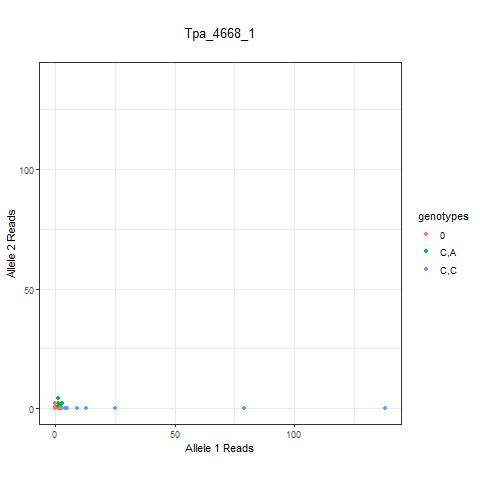 Tpa_4668_1
Allele 2 Reads
100
50
0
0
50
100
Allele 1 Reads
genotypes
0
C,A
C,C